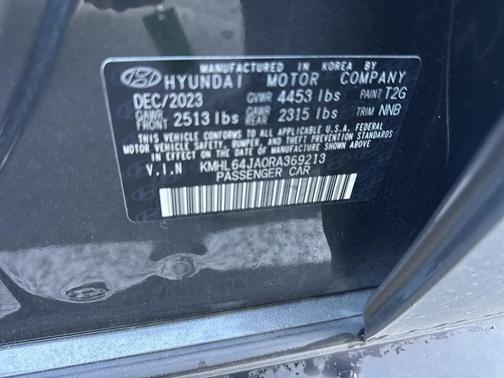 MANUFACTURED IN KOREA BY
HYUNDAI MOTOR COMPANY
DEC/2023 GVWR 4453 lbs PAINT T2G
GAWR FRONT 2513 lbs GAWR REAR 2315 lbs TRIM NNB
THIS VEHICLE CONFORMS TO ALL APPLICABLE U.S.A. FEDERAL
MOTOR VEHICLE SAFETY, BUMPER, AND THEFT PREVENTION STANDARDS
IN EFFECT ON THE DATE OF MANUFACTURE SHOWN ABOVE.
V.I.N KMHL64JA0RA369213
PASSENGER CAR